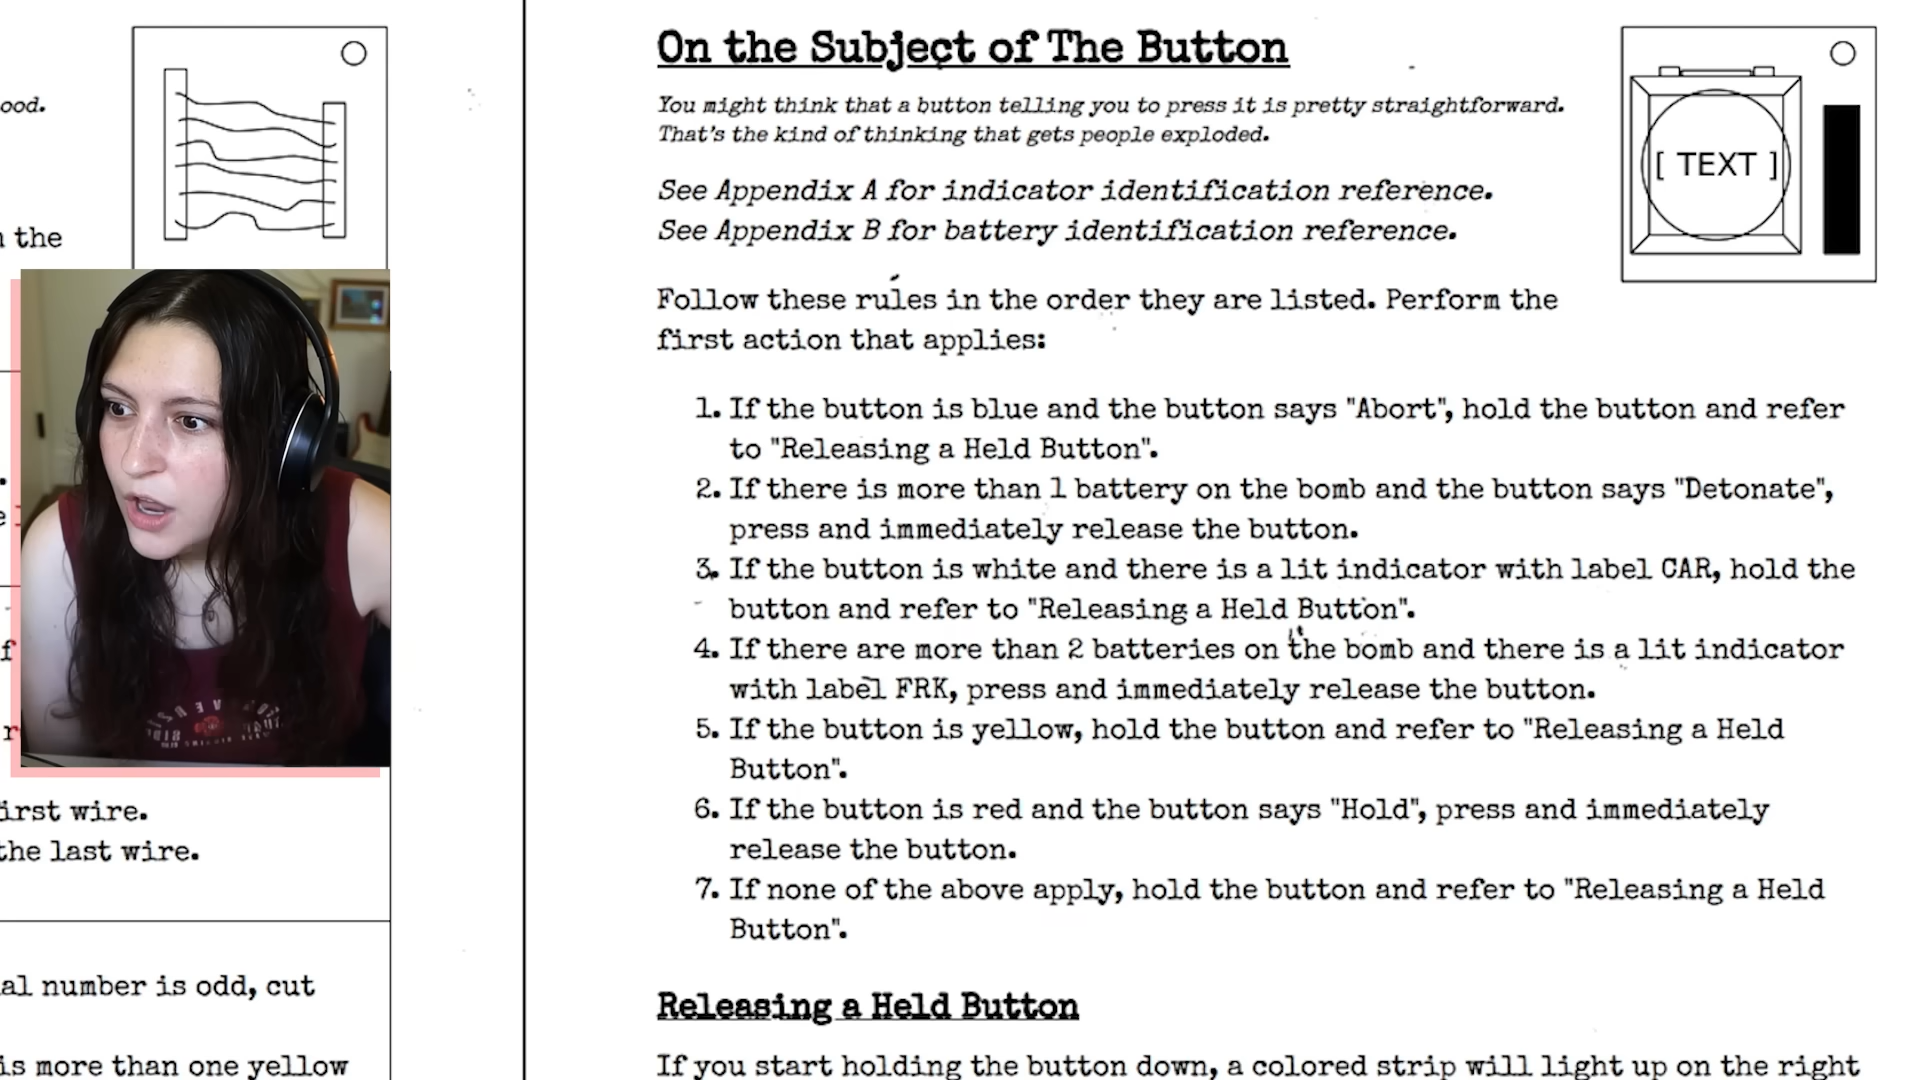 ood.
n the
irst wire.
the last wire.
al number is odd, cut
is more than one yellow
On the Subject of The Button
[ TEXT ]
You might think that a button telling you to press it is pretty straightforward.
That's the kind of thinking that gets people exploded.
See Appendix A for indicator identification reference.
See Appendix B for battery identification reference.
Follow these rules in the order they are listed. Perform the
first action that applies:
1. If the button is blue and the button says "Abort", hold the button and refer
to "Releasing a Held Button".
2. If there is more than 1 battery on the bomb and the button says "Detonate",
press and immediately release the button.
3. If the button is white and there is a lit indicator with label CAR, hold the
button and refer to "Releasing a Held Button".
4. If there are more than 2 batteries on the bomb and there is a lit indicator
with label FRK, press and immediately release the button.
5. If the button is yellow, hold the button and refer to "Releasing a Held
Button".
6. If the button is red and the button says "Hold", press and immediately
release the button.
7. If none of the above apply, hold the button and refer to "Releasing a Held
Button".
Releasing a Held Button
If you start holding the button down, a colored strip will light up on the right